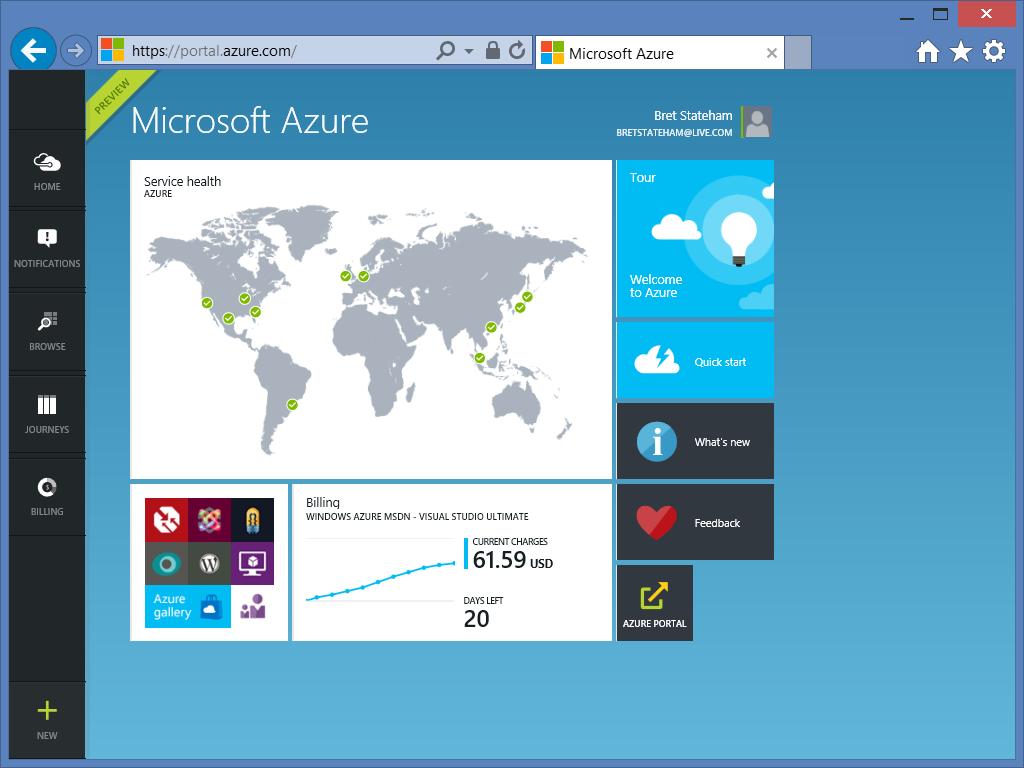 https://portal.azure.com/
Microsoft Azure
PREVIEW
Microsoft Azure
Bret Stateham
BRETSTATEHAM@LIVE.COM
HOME
NOTIFICATIONS
BROWSE
JOURNEYS
BILLING
NEW
Service health
AZURE
Tour
Welcome
to Azure
Quick start
What's new
Feedback
AZURE PORTAL
Azure
gallery
Billing
WINDOWS AZURE MSDN - VISUAL STUDIO ULTIMATE
CURRENT CHARGES
61.59 USD
DAYS LEFT
20